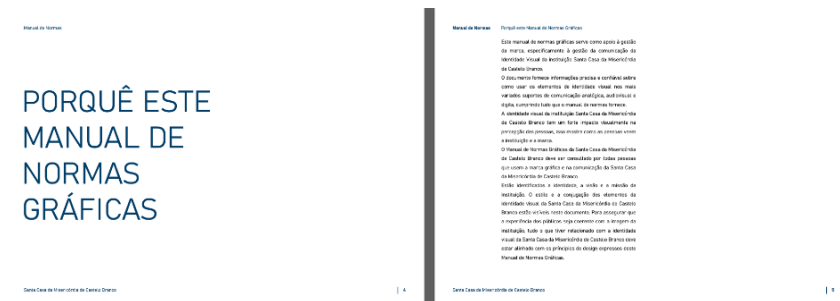 Manual de Normas
PORQUÊ ESTE
MANUAL DE
NORMAS
GRÁFICAS
Santa Casa da Misericórdia de Castelo Branco
4
Manual de Normas
Porquê este Manual de Normas Gráficas
Este manual de normas gráficas serve como apoio à gestão
da marca, especificamente à gestão da comunicação da
Identidade Visual da instituição Santa Casa da Misericórdia
de Castelo Branco.
O documento fornece informações precisa e confiável sobre
como usar os elementos de identidade visual nos mais
variados suportes de comunicação analógica, audiovisual e
digital, cumprindo tudo que o manual de normas fornece.
A identidade visual da instituição Santa Casa da Misericórdia
de Castelo Branco tem um forte impacto visualmente na
percepção das pessoas, isso mostra como as pessoas veem
a instituição e a marca.
O Manual de Normas Gráficas da Santa Casa da Misericórdia
de Castelo Branco deve ser consultado por todas pessoas
que usem a marca gráfica e na comunicação da Santa Casa
da Misericórdia de Castelo Branco.
Estão identificadas a identidade, a visão e a missão da
instituição. O estilo e a conjugação dos elementos da
identidade visual da Santa Casa da Misericórdia de Castelo
Branco estão visíveis neste documento. Para assegurar que
a experiência dos públicos seja coerente com a imagem da
instituição, tudo o que tiver relacionado com a identidade
visual da Santa Casa da Misericórdia de Castelo Branco deve
estar alinhado com os princípios do design expressos neste
Manual de Normas Gráficas.
Santa Casa da Misericórdia de Castelo Branco